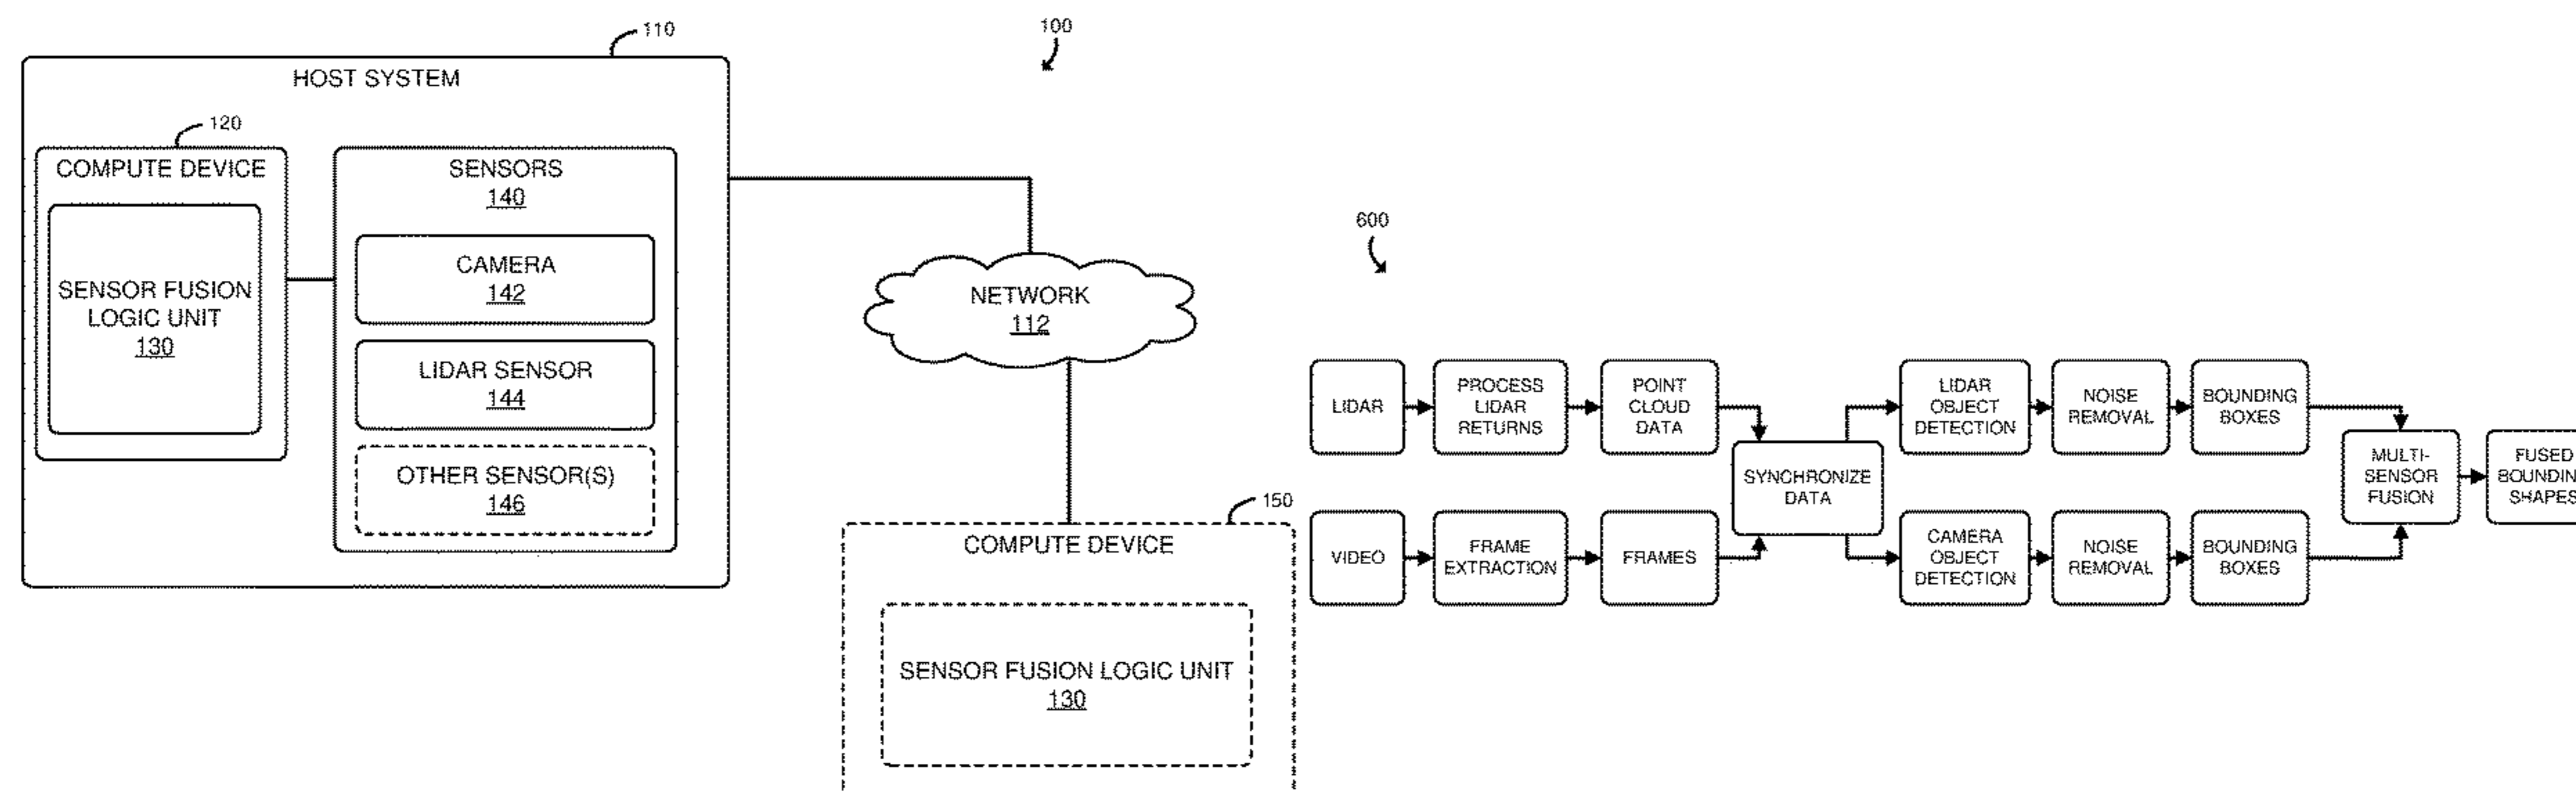 110
HOST SYSTEM
120
COMPUTE DEVICE
SENSOR FUSION
LOGIC UNIT
130
SENSORS
140
CAMERA
142
LIDAR SENSOR
144
OTHER SENSOR(S)
146
100
NETWORK
112
150
COMPUTE DEVICE
SENSOR FUSION LOGIC UNIT
130
600
LIDAR
PROCESS
LIDAR
RETURNS
POINT
CLOUD
DATA
VIDEO
FRAME
EXTRACTION
FRAMES
SYNCHRONIZE
DATA
LIDAR
OBJECT
DETECTION
NOISE
REMOVAL
BOUNDING
BOXES
CAMERA
OBJECT
DETECTION
NOISE
REMOVAL
BOUNDING
BOXES
MULTI-
SENSOR
FUSION
FUSED
BOUNDIN
SHAPES